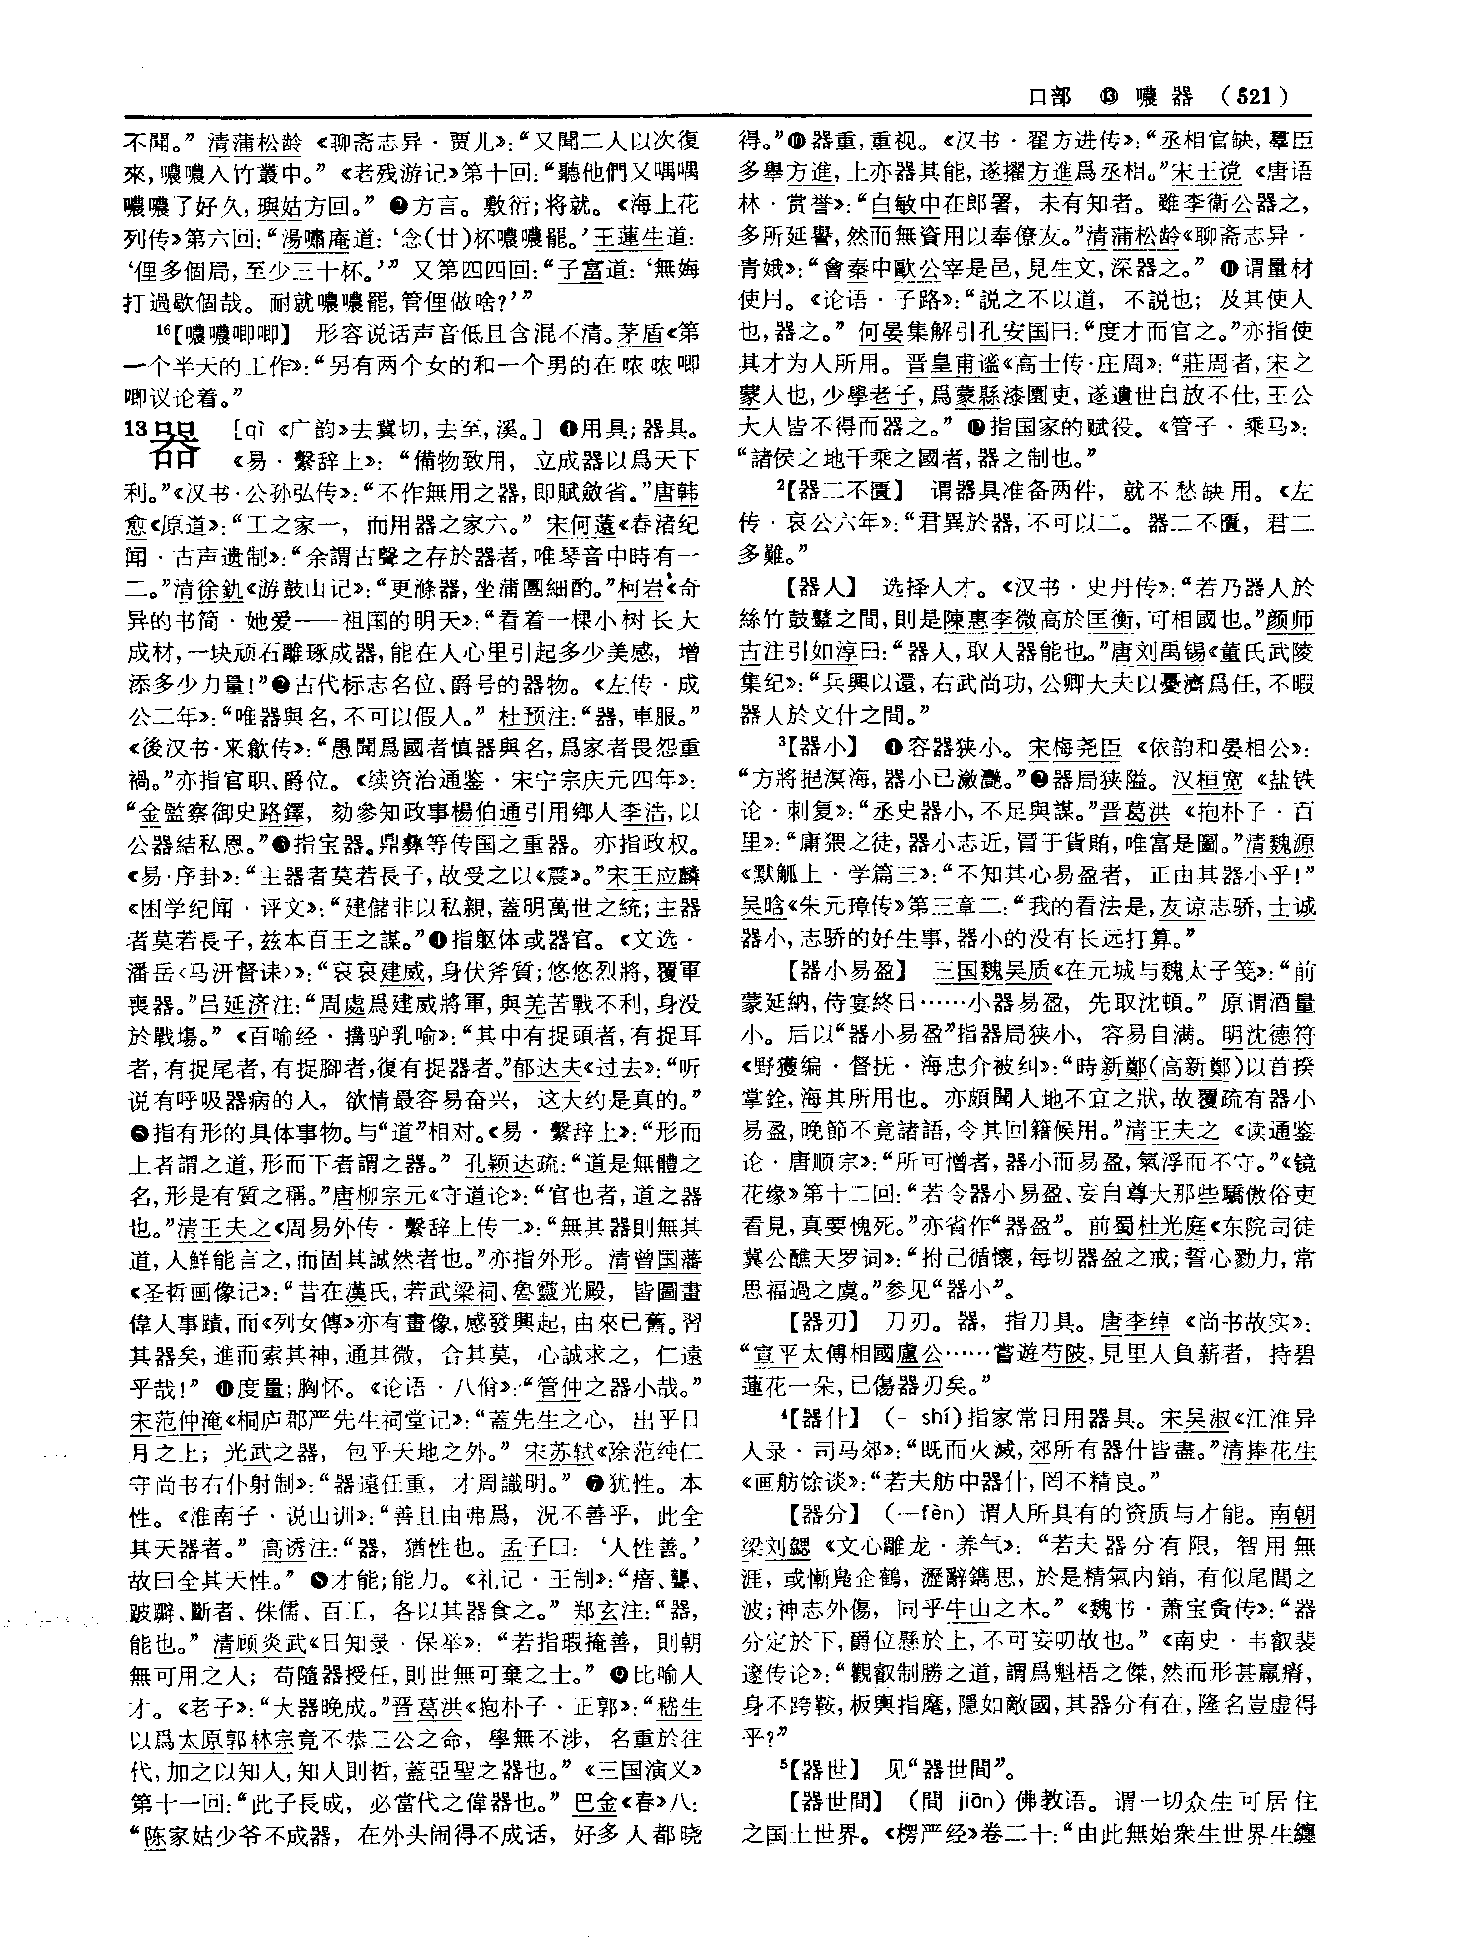 口部 ⑬ 噥 器 (521)
不聞。”清蒲松龄《聊斋志异·贾儿》：“又聞二人以次復
來，噥噥入竹叢中。”《老残游记》第十回：“聽他們又喁喁
噥噥了好久，璵姑方回。”❷方言。敷衍；将就。《海上花
列传》第六回：“湯嘯庵道：‘念(廿)杯噥噥罷。’王蓮生道：
‘俚多個局，至少三十杯。’”又第四四回：“子富道：‘無娒
打過歇個哉。耐就噥噥罷，管俚做啥？’”
16【噥噥唧唧】 形容说话声音低且含混不清。茅盾《第
一个半天的工作》：“另有两个女的和一个男的在哝哝唧
唧议论着。”
13器 [qì《广韵》去冀切，去至，溪。]❶用具；器具。
《易·繫辞上》：“備物致用，立成器以爲天下
利。”《汉书·公孙弘传》：“不作無用之器，即賦斂省。”唐韩
愈《原道》：“工之家一，而用器之家六。”宋何薳《春渚纪
闻·古声遗制》：“余謂古聲之存於器者，唯琴音中時有一
二。”清徐釚《游鼓山记》：“更滌器，坐蒲團細酌。”柯岩《奇
异的书简·她爱——祖国的明天》：“看着一棵小树长大
成材，一块顽石雕琢成器，能在人心里引起多少美感，增
添多少力量！”❷古代标志名位、爵号的器物。《左传·成
公二年》：“唯器與名，不可以假人。”杜预注：“器，車服。”
《後汉书·来歙传》：“愚聞爲國者慎器與名，爲家者畏怨重
禍。”亦指官职、爵位。《续资治通鉴·宋宁宗庆元四年》：
“金監察御史路鐸，劾參知政事楊伯通引用鄉人李浩，以
公器結私恩。”❸指宝器。鼎彝等传国之重器。亦指政权。
《易·序卦》：“主器者莫若長子，故受之以《震》。”宋王应麟
《困学纪闻·评文》：“建儲非以私親，蓋明萬世之統；主器
者莫若長子，兹本百王之謀。”❹指躯体或器官。《文选·
潘岳〈马汧督诔〉》：“哀哀建威，身伏斧質；悠悠烈將，覆軍
喪器。”吕延济注：“周處爲建威將軍，與羌苦戰不利，身没
於戰塲。”《百喻经·搆驴乳喻》：“其中有捉頭者，有捉耳
者，有捉尾者，有捉腳者，復有捉器者。”郁达夫《过去》：“听
说有呼吸器病的人，欲情最容易奋兴，这大约是真的。”
❺指有形的具体事物。与“道”相对。《易·繫辞上》：“形而
上者謂之道，形而下者謂之器。”孔颖达疏：“道是無體之
名，形是有質之稱。”唐柳宗元《守道论》：“官也者，道之器
也。”清王夫之《周易外传·繫辞上传》：“無其器則無其
道，人鮮能言之，而固其誠然者也。”亦指外形。清曾国藩
《圣哲画像记》：“昔在漢氏，若武梁祠、魯靈光殿，皆圖畫
偉人事蹟，而《列女傳》亦有畫像，感發興起，由來已舊。習
其器矣，進而索其神，通其微，合其莫，心誠求之，仁遠
乎哉！”❻度量；胸怀。《论语·八佾》：“管仲之器小哉。”
宋范仲淹《桐庐郡严先生祠堂记》：“蓋先生之心，出乎日
月之上；光武之器，包乎天地之外。”宋苏轼《除范纯仁
守尚书右仆射制》：“器遠任重，才周識明。”❼犹性。本
性。《淮南子·说山训》：“善且由弗爲，況不善乎，此全
其天器者。”高诱注：“器，猶性也。孟子曰：‘人性善。’
故曰全其天性。”❽才能；能力。《礼记·王制》：“瘖、聾、
跛躃、斷者、侏儒、百工，各以其器食之。”郑玄注：“器，
能也。”清顾炎武《日知录·保举》：“若指瑕掩善，則朝
無可用之人；苟隨器授任，則世無可棄之士。”❾比喻人
才。《老子》：“大器晚成。”晋葛洪《抱朴子·正郭》：“嵇生
以爲太原郭林宗竟不恭三公之命，學無不涉，名重於往
代，加之以知人，知人則哲，蓋亞聖之器也。”《三国演义》
第十一回：“此子長成，必當代之偉器也。”巴金《春》八：
“陈家姑少爷不成器，在外头闹得不成话，好多人都晓
得。”❿器重，重视。《汉书·翟方进传》：“丞相官缺，羣臣
多舉方進，上亦器其能，遂擢方進爲丞相。”宋王谠《唐语
林·赏誉》：“白敏中在郎署，未有知者。雖李衛公器之，
多所延譽，然而無資用以奉僚友。”清蒲松龄《聊斋志异·
青娥》：“會秦中歐公宰是邑，見生文，深器之。”⓫谓量材
使用。《论语·子路》：“説之不以道，不説也；及其使人
也，器之。”何晏集解引孔安国曰：“度才而官之。”亦指使
其才为人所用。晋皇甫谧《高士传·庄周》：“莊周者，宋之
蒙人也，少學老子，爲蒙縣漆園吏，遂遺世自放不仕，王公
大人皆不得而器之。”⓬指国家的赋役。《管子·乘马》：
“諸侯之地千乘之國者，器之制也。”
2【器二不匱】 谓器具准备两件，就不愁缺用。《左
传·哀公六年》：“君異於器，不可以二。器二不匱，君二
多難。”
【器人】 选择人才。《汉书·史丹传》：“若乃器人於
絲竹鼓鼙之間，則是陳惠李微高於匡衡，可相國也。”颜师
古注引如淳曰：“器人，取人器能也。”唐刘禹锡《董氏武陵
集纪》：“兵興以還，右武尚功，公卿大夫以憂濟爲任，不暇
器人於文什之間。”
3【器小】 ❶容器狭小。宋梅尧臣《依韵和晏相公》：
“方將挹溟海，器小已瀲灩。”❷器局狭隘。汉桓宽《盐铁
论·刺复》：“丞史器小，不足與謀。”晋葛洪《抱朴子·百
里》：“庸猥之徒，器小志近，冒于貨賄，唯富是圖。”清魏源
《默觚上·学篇三》：“不知其心易盈者，正由其器小乎！”
吴晗《朱元璋传》第三章二：“我的看法是，友谅志骄，士诚
器小，志骄的好生事，器小的没有长远打算。”
【器小易盈】 三国魏吴质《在元城与魏太子笺》：“前
蒙延納，侍宴終日……小器易盈，先取沈頓。”原谓酒量
小。后以“器小易盈”指器局狭小，容易自满。明沈德符
《野獲编·督抚·海忠介被纠》：“時新鄭(高新鄭)以首揆
掌銓，海其所用也。亦頗聞人地不宜之狀，故覆疏有器小
易盈，晚節不竟諸語，令其回籍候用。”清王夫之《读通鉴
论·唐顺宗》：“所可憎者，器小而易盈，氣浮而不守。”《镜
花缘》第十二回：“若令器小易盈、妄自尊大那些驕傲俗吏
看見，真要愧死。”亦省作“器盈”。前蜀杜光庭《东院司徒
冀公醮天罗词》：“拊己循懷，每切器盈之戒；誓心勠力，常
思福過之虞。”参见“器小”。
【器刃】 刀刃。器，指刀具。唐李绰《尚书故实》：
“宣平太傅相國盧公……嘗遊芍陂，見里人負薪者，持碧
蓮花一朵，已傷器刃矣。”
4【器什】 (- shí)指家常日用器具。宋吴淑《江淮异
人录·司马郊》：“既而火滅，郊所有器什皆盡。”清捧花生
《画舫馀谈》：“若夫舫中器什，罔不精良。”
【器分】 (—fèn) 谓人所具有的资质与才能。南朝
梁刘勰《文心雕龙·养气》：“若夫器分有限，智用無
涯，或慚鳧企鶴，瀝辭鐫思，於是精氣内銷，有似尾閭之
波；神志外傷，同乎牛山之木。”《魏书·萧宝夤传》：“器
分定於下，爵位懸於上，不可妄叨故也。”《南史·韦叡裴
邃传论》：“觀叡制勝之道，謂爲魁梧之傑，然而形甚羸瘠，
身不跨鞍，板輿指麾，隱如敵國，其器分有在，隆名豈虚得
乎？”
5【器世】 见“器世間”。
【器世間】 (間 jiān)佛教语。谓一切众生可居住
之国土世界。《楞严经》卷二十：“由此無始衆生世界生纏